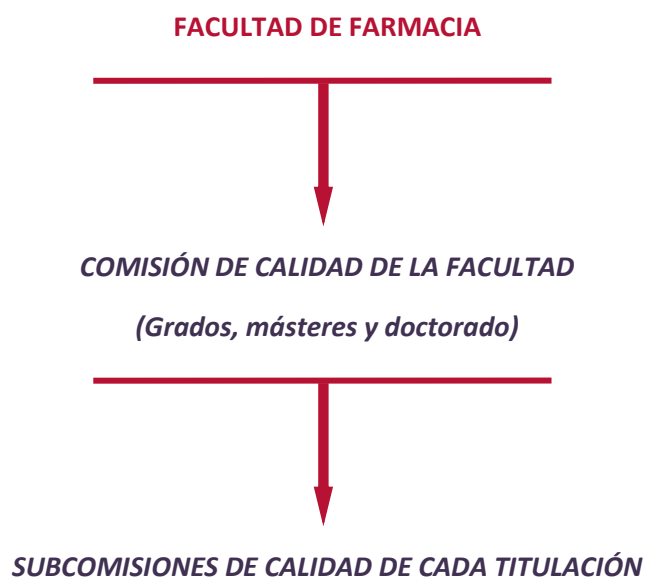 FACULTAD DE FARMACIA
COMISIÓN DE CALIDAD DE LA FACULTAD
(Grados, másteres y doctorado)
SUBCOMISIONES DE CALIDAD DE CADA TITULACIÓN